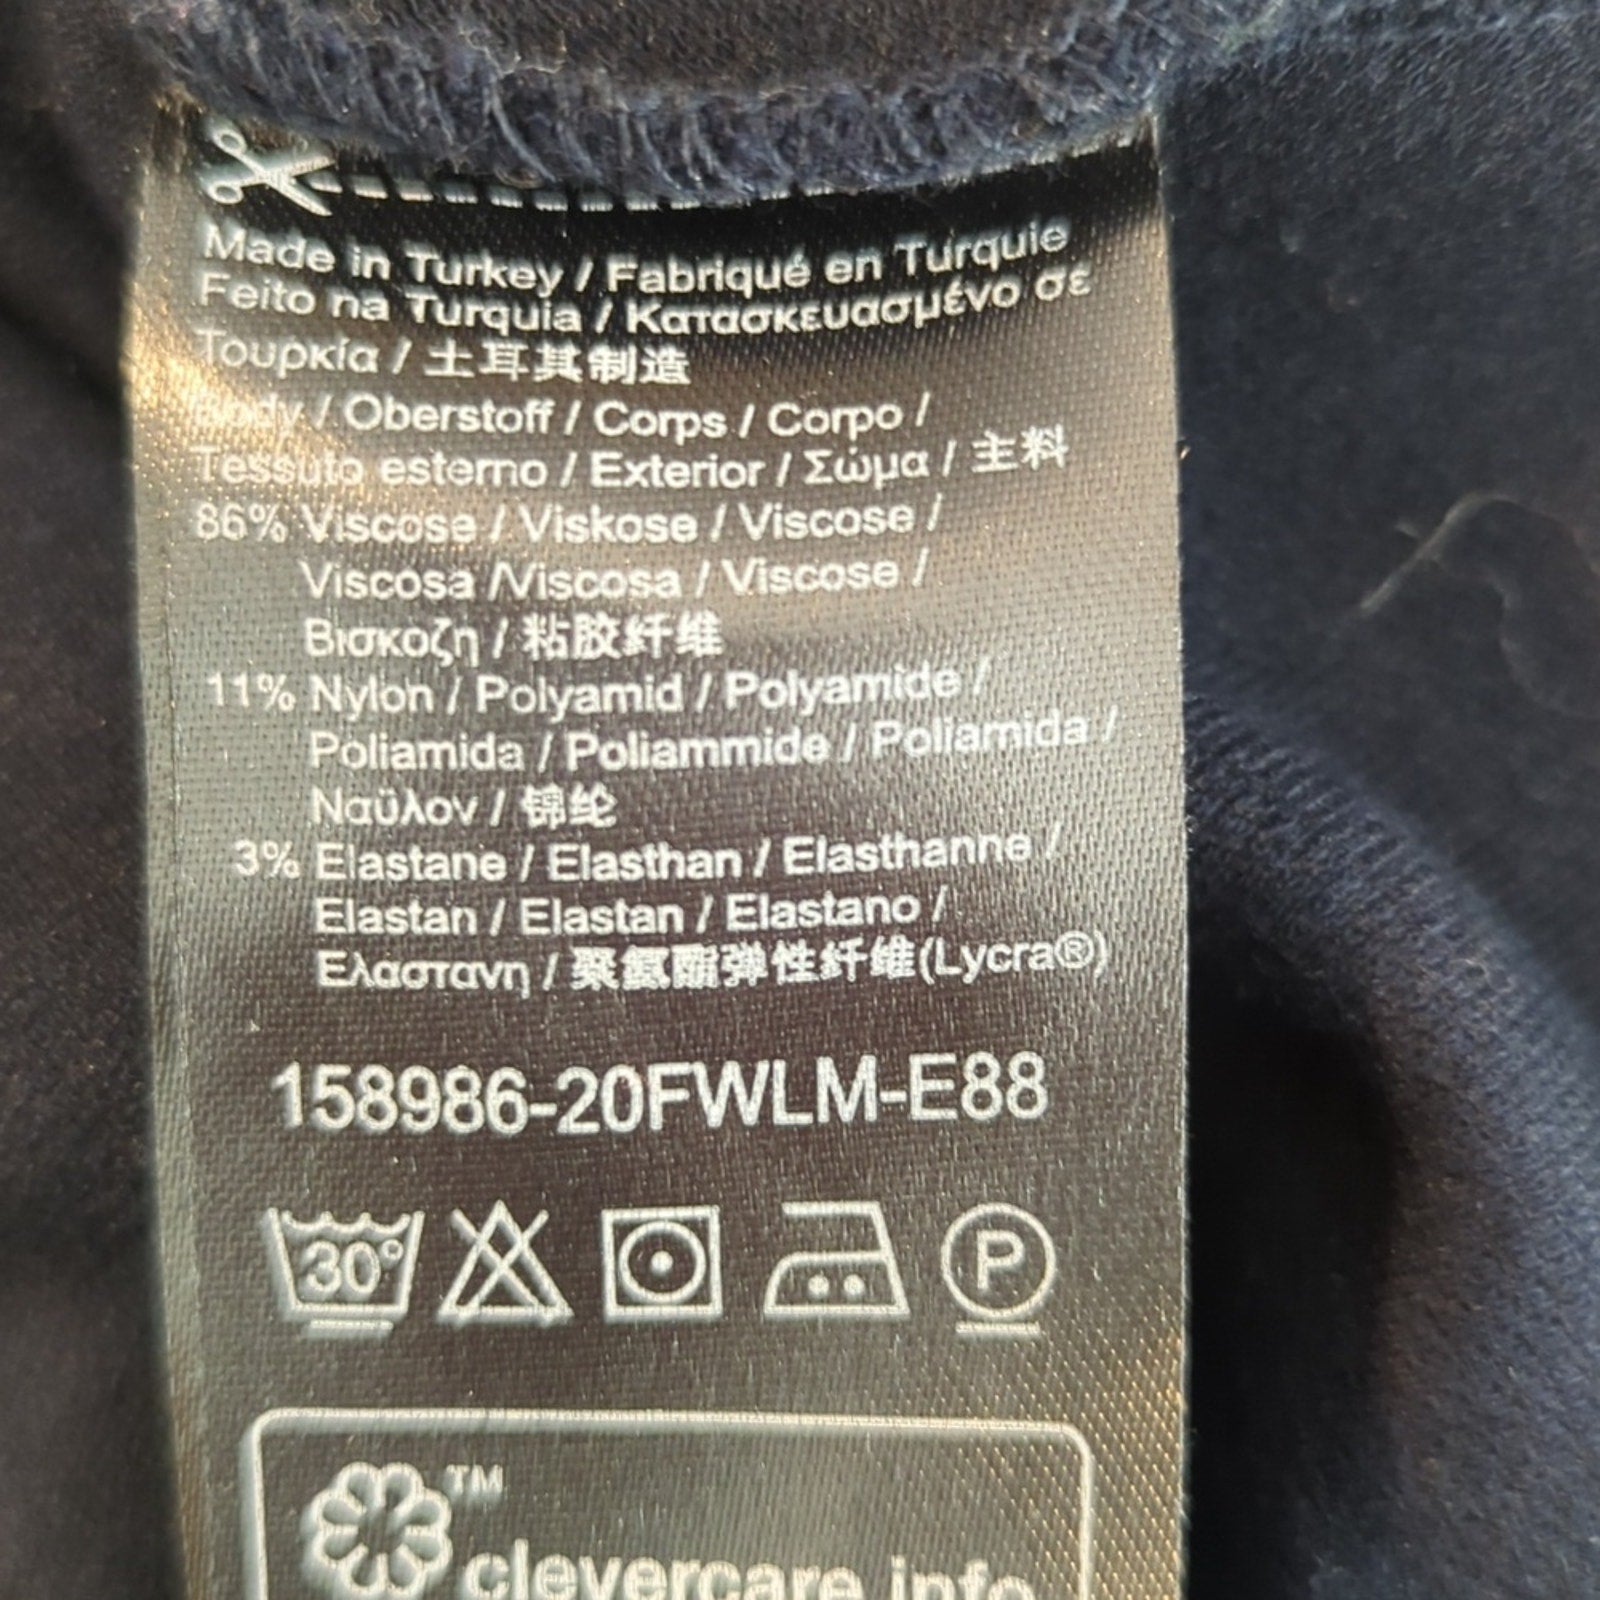 Made in Turkey / Fabriqué en Turquie
Feito na Turquia / Κατασκευασμένο σε
Τουρκία / 土耳其制造
Body / Oberstoff / Corps / Corpo /
Tessuto esterno / Exterior / Σώμα / 主料
86% Viscose / Viskose / Viscose /
Viscosa /Viscosa / Viscose /
Βισκοζη / 粘胶纤维
11% Nylon / Polyamid / Polyamide /
Poliamida / Poliammide / Poliamida /
Ναϋλον / 锦纶
3% Elastane / Elasthan / Elasthanne /
Elastan / Elastan / Elastano /
Ελασταvη / 聚氨酯弹性纤维(Lycra®)
158986-20FWLM-E88
30° P
TM
clevercare.info